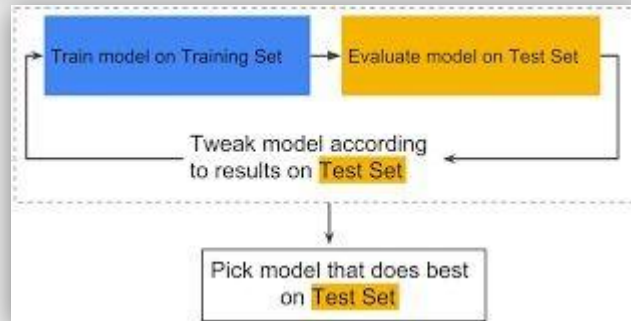 Train model on Training Set
Evaluate model on Test Set
Tweak model according
to results on Test Set
Pick model that does best
on Test Set